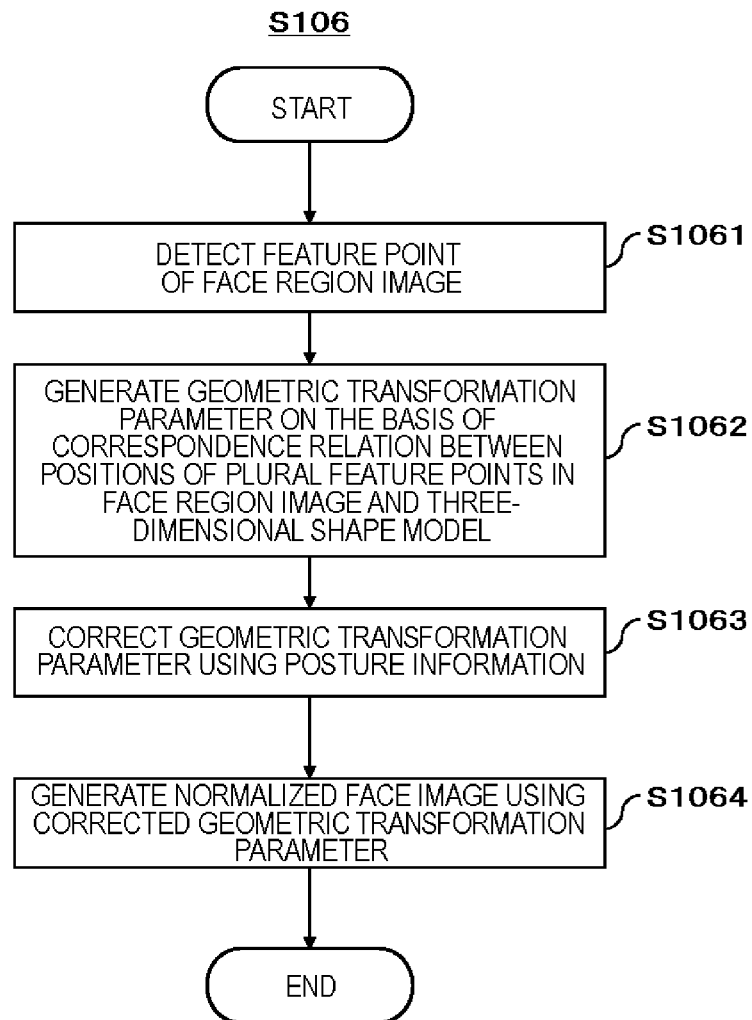 S106
START
DETECT FEATURE POINT
OF FACE REGION IMAGE
S1061
GENERATE GEOMETRIC TRANSFORMATION
PARAMETER ON THE BASIS OF
CORRESPONDENCE RELATION BETWEEN
POSITIONS OF PLURAL FEATURE POINTS IN
FACE REGION IMAGE AND THREE-
DIMENSIONAL SHAPE MODEL
S1062
CORRECT GEOMETRIC TRANSFORMATION
PARAMETER USING POSTURE INFORMATION
S1063
GENERATE NORMALIZED FACE IMAGE USING
CORRECTED GEOMETRIC TRANSFORMATION
PARAMETER
S1064
END